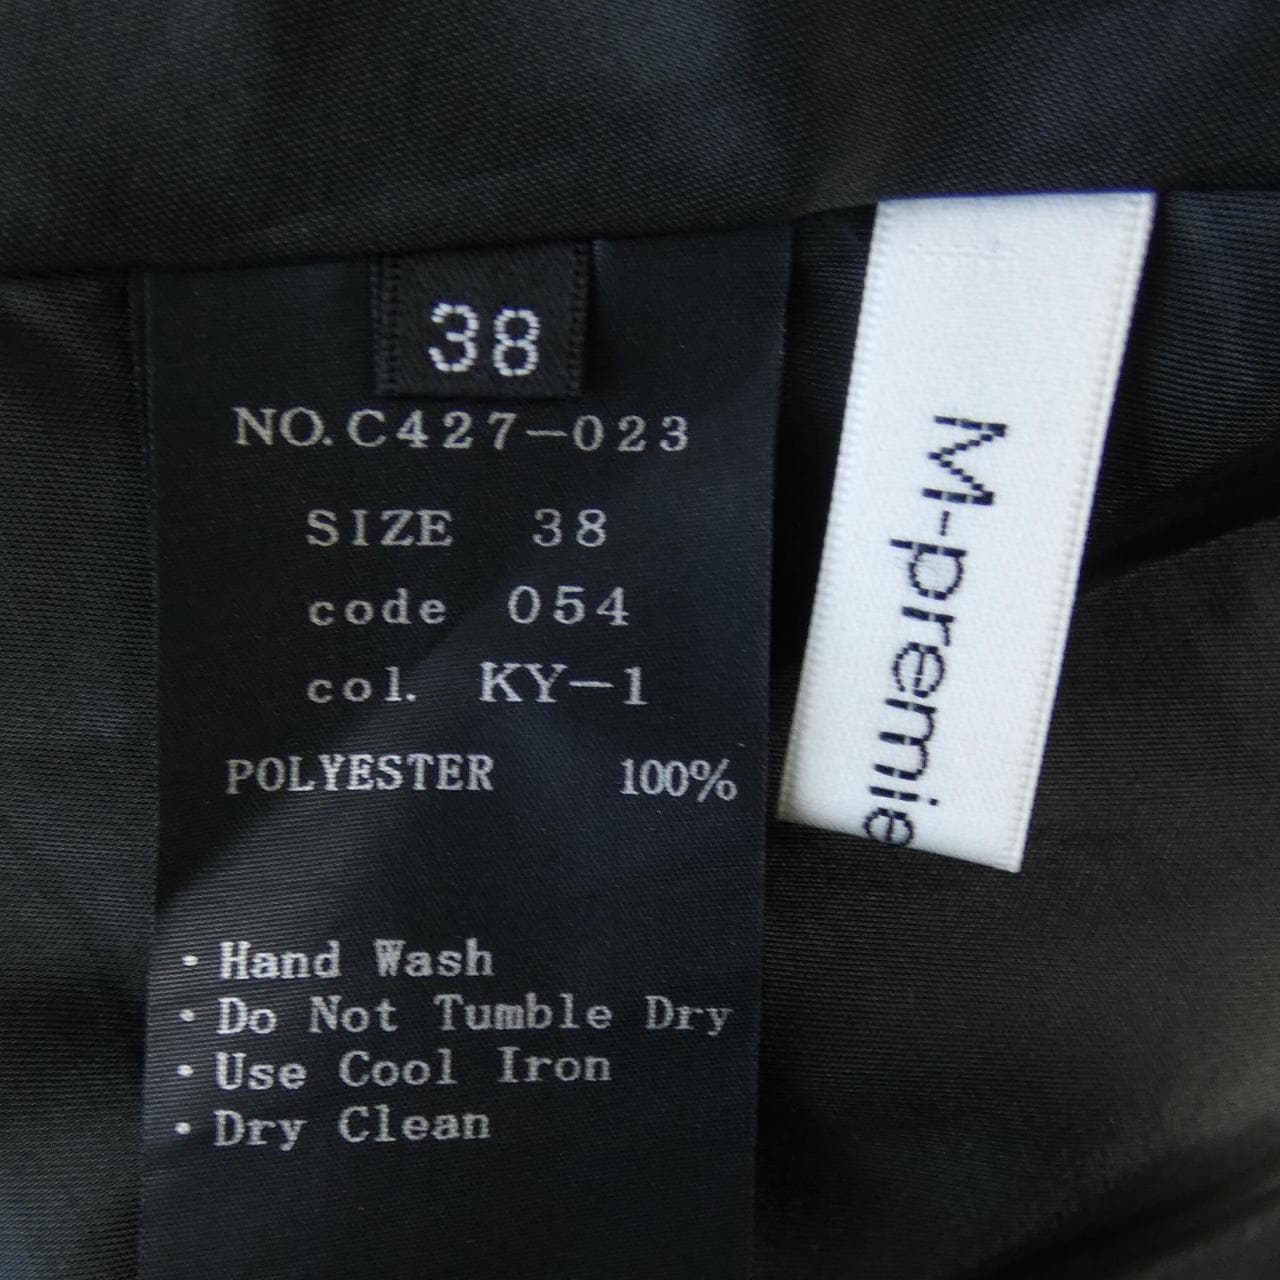 38
NO.C427-023
SIZE 38
code 054
col. KY-1
POLYESTER 100%
・Hand Wash
・Do Not Tumble Dry
・Use Cool Iron
・Dry Clean
M-premie